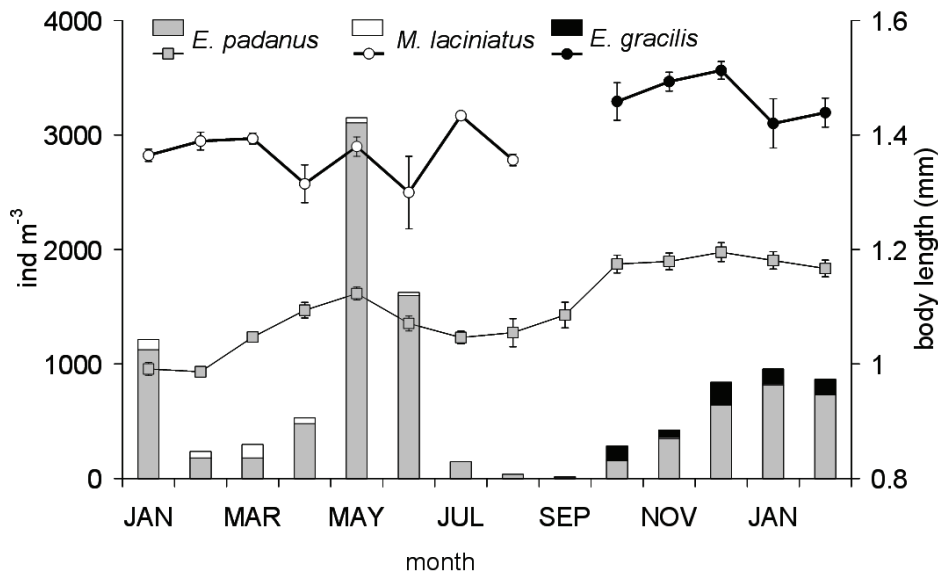 4000
3000
2000
1000
0
ind m⁻³
E. padanus M. laciniatus E. gracilis
1.6
1.4
1.2
1
0.8
body length (mm)
JAN MAR MAY JUL SEP NOV JAN
month